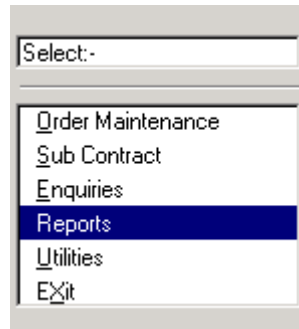 Select:-
Order Maintenance
Sub Contract
Enquiries
Reports
Utilities
EXit